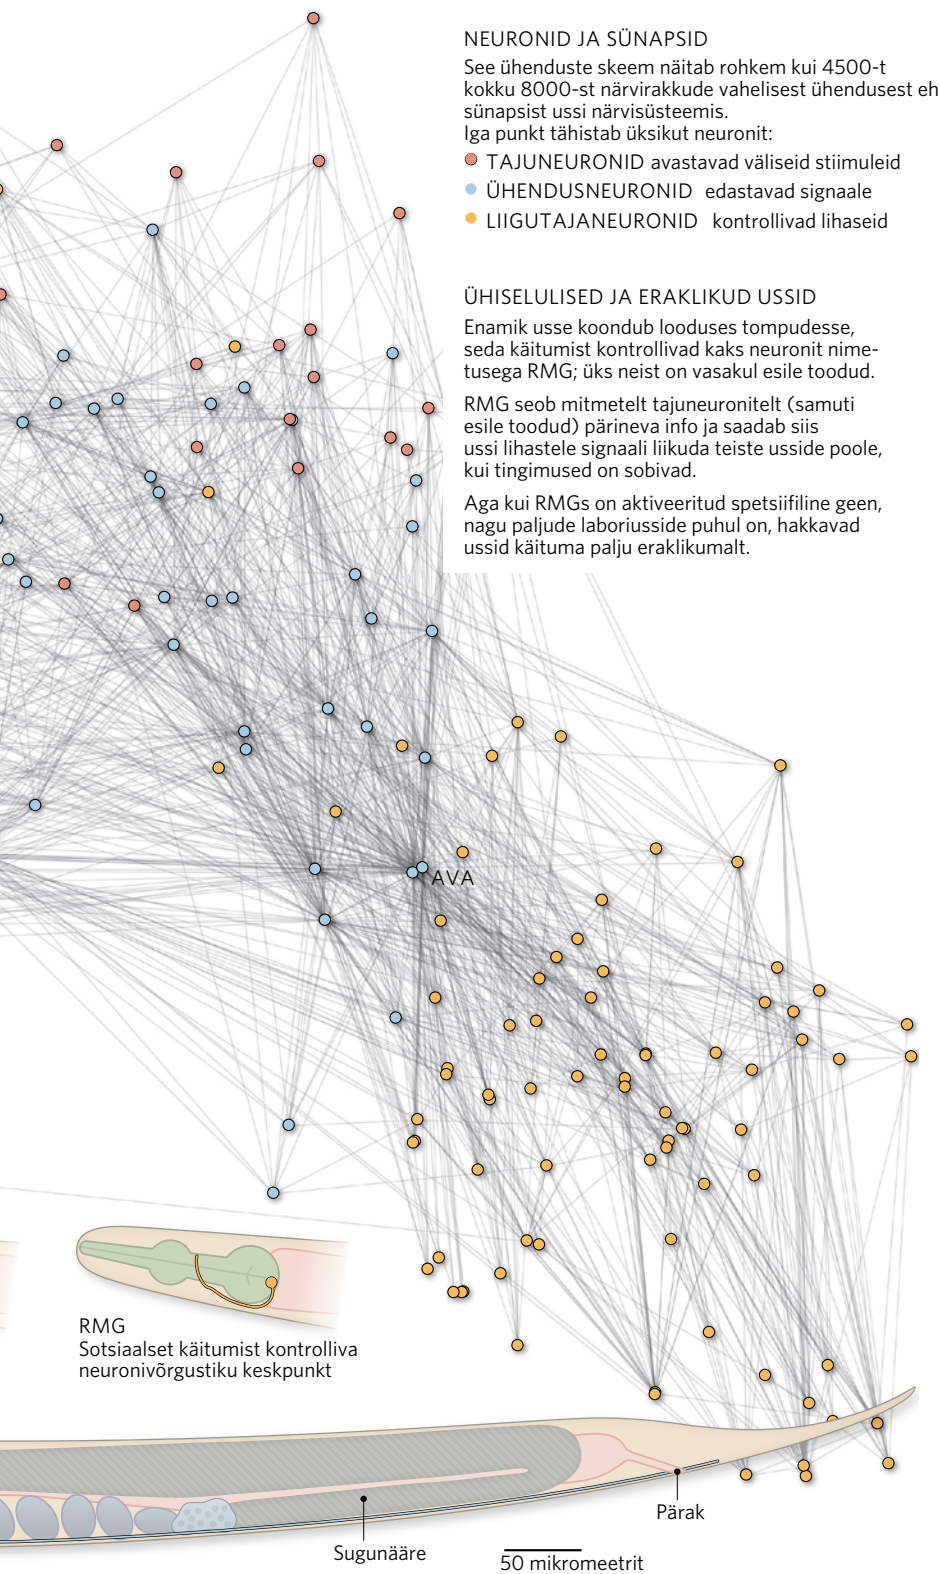 NEURONID JA SÜNAPSID
See ühenduste skeem näitab rohkem kui 4500-t
kokku 8000-st närvirakkude vahelisest ühendusest eh
sünapsist ussi närvisüsteemis.
Iga punkt tähistab üksikut neuronit:
TAJUNEURONID avastavad väliseid stiimuleid
ÜHENDUSNEURONID edastavad signaale
LIIGUTAJANEURONID kontrollivad lihaseid
ÜHISELULISED JA ERAKLIKUD USSID
Enamik usse koondub looduses tompudesse,
seda käitumist kontrollivad kaks neuronit nime-
tusega RMG; üks neist on vasakul esile toodud.
RMG seob mitmetelt tajuneuronitelt (samuti
esile toodud) pärineva info ja saadab siis
ussi lihastele signaali liikuda teiste usside poole,
kui tingimused on sobivad.
Aga kui RMGs on aktiveeritud spetsiifiline geen,
nagu paljude laboriusside puhul on, hakkavad
ussid käituma palju eraklikumalt.
AVA
RMG
Sotsiaalset käitumist kontrolliva
neuronivõrgustiku keskpunkt
Pärak
Sugunääre
50 mikromeetrit